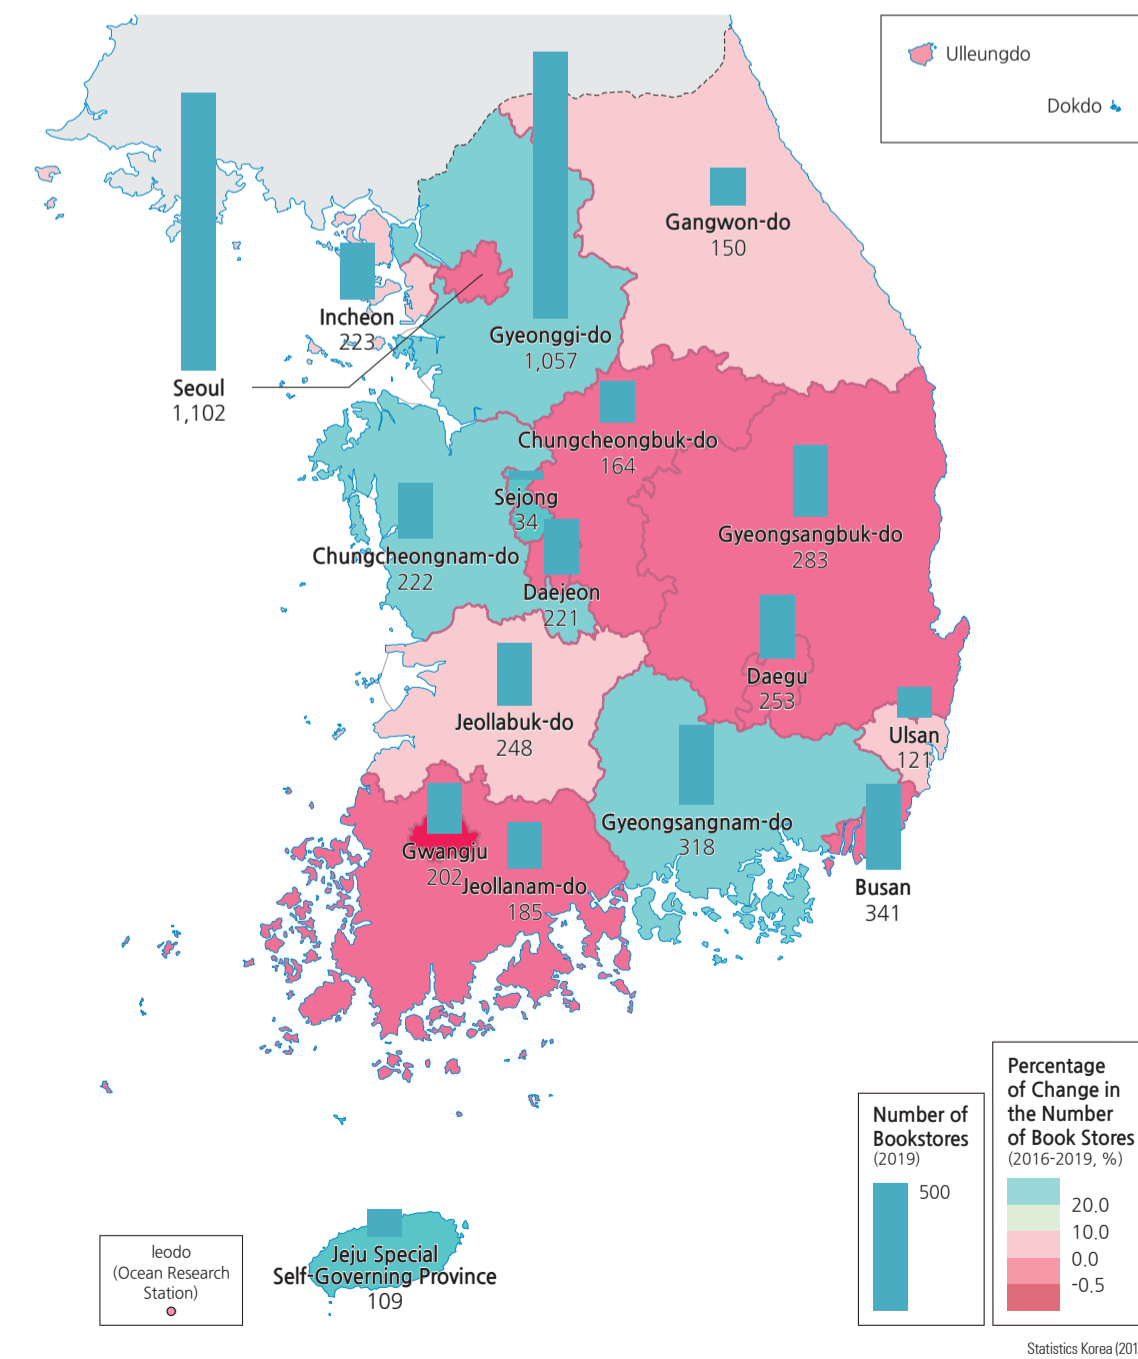 Ulleungdo
Dokdo
Gangwon-do
150
Incheon
223
Gyeonggi-do
1,057
Seoul
1,102
Chungcheongbuk-do
164
Sejong
34
Gyeongsangbuk-do
283
Chungcheongnam-do
222
Daejeon
221
Daegu
253
Jeollabuk-do
248
Ulsan
121
Gyeongsangnam-do
318
Gwangju
202
Jeollanam-do
185
Busan
341
Jeju Special
Self-Governing Province
109
Ieodo
(Ocean Research
Station)
Number of
Bookstores
(2019)
500
Percentage
of Change in
the Number
of Book Stores
(2016-2019, %)
20.0
10.0
0.0
-0.5
Statistics Korea (201